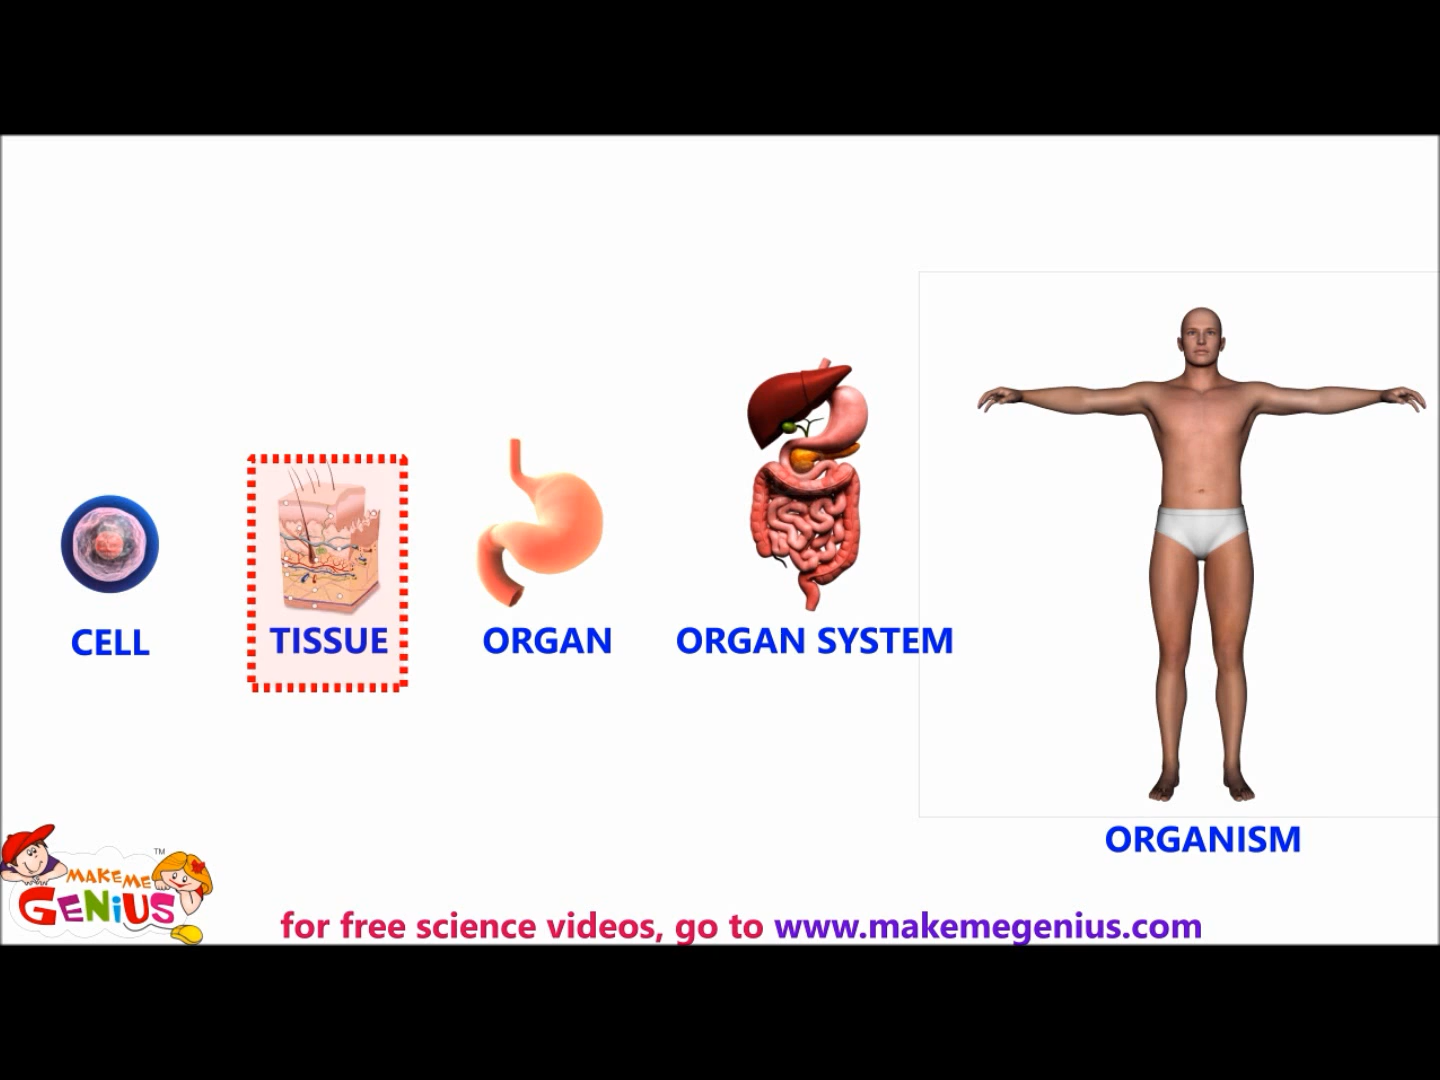 CELL
TISSUE
ORGAN
ORGAN SYSTEM
ORGANISM
MAKE ME
GENiUS
TM
for free science videos, go to www.makemegenius.com